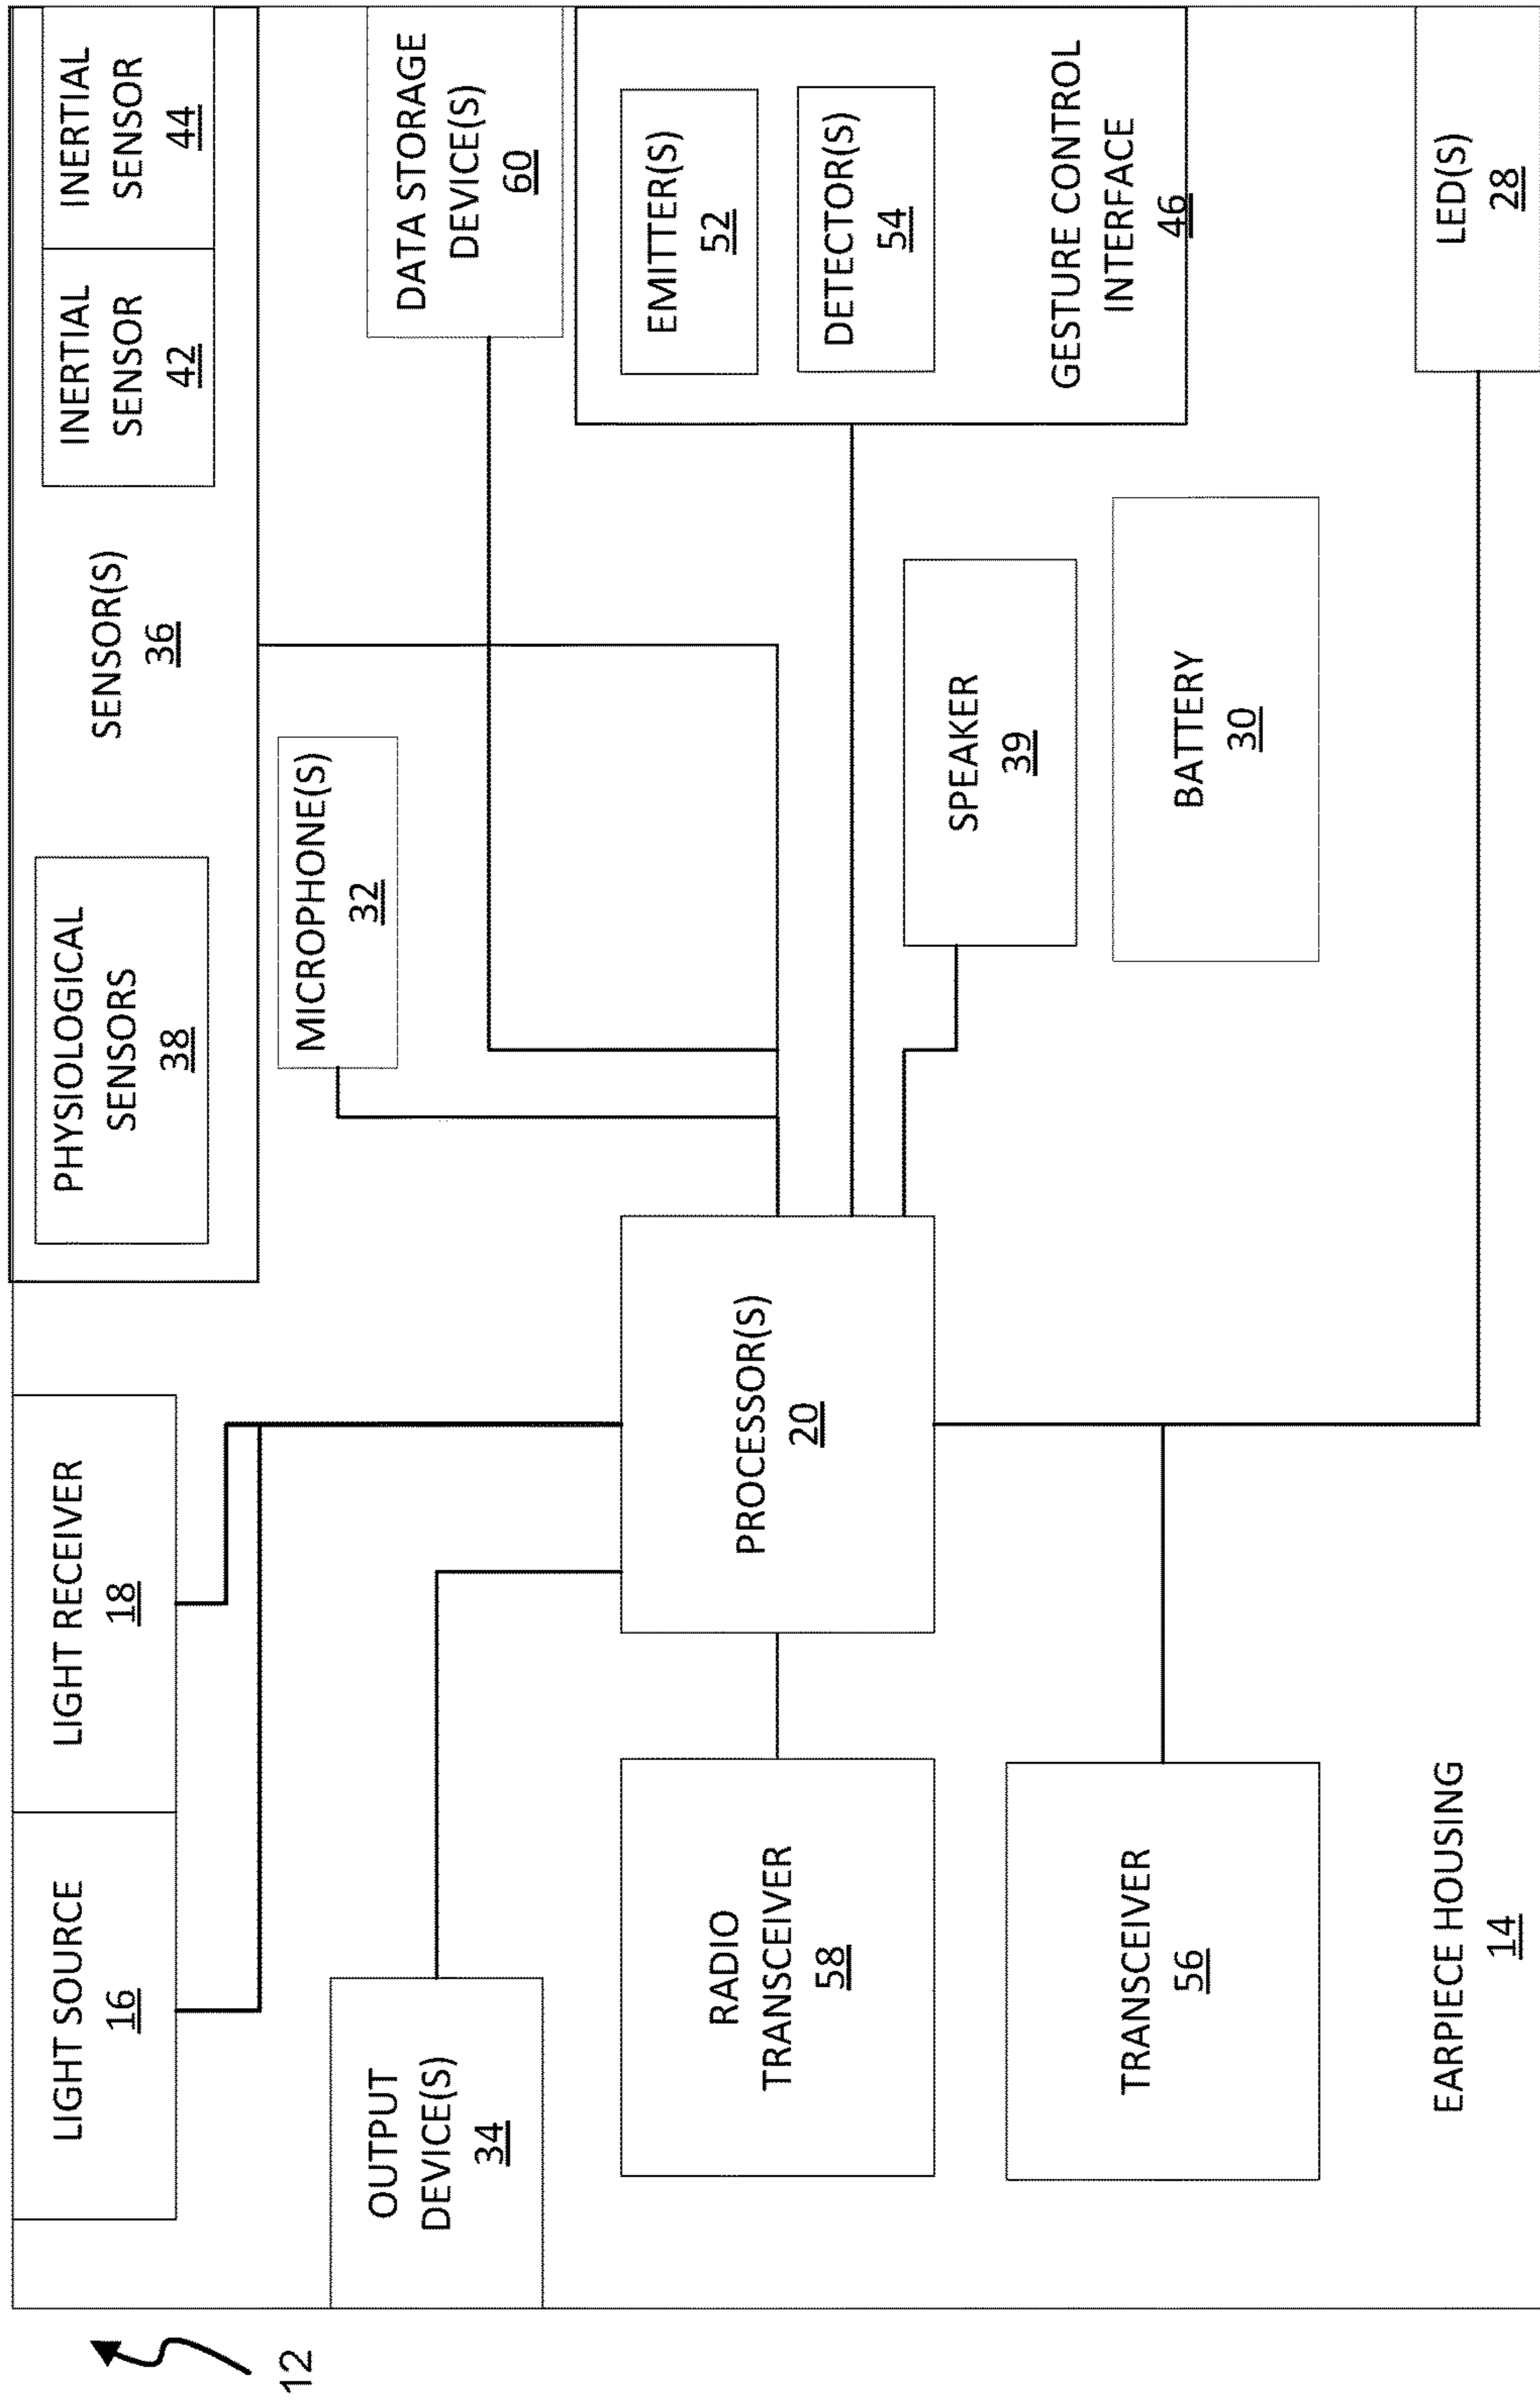 12
LIGHT SOURCE
16
LIGHT RECEIVER
18
PHYSIOLOGICAL
SENSORS
38
SENSOR(S)
36
INERTIAL
SENSOR
42
INERTIAL
SENSOR
44
OUTPUT
DEVICE(S)
34
MICROPHONE(S)
32
DATA STORAGE
DEVICE(S)
60
RADIO
TRANSCEIVER
58
PROCESSOR(S)
20
EMITTER(S)
52
DETECTOR(S)
54
GESTURE CONTROL
INTERFACE
46
SPEAKER
39
TRANSCEIVER
56
BATTERY
30
EARPIECE HOUSING
14
LED(S)
28